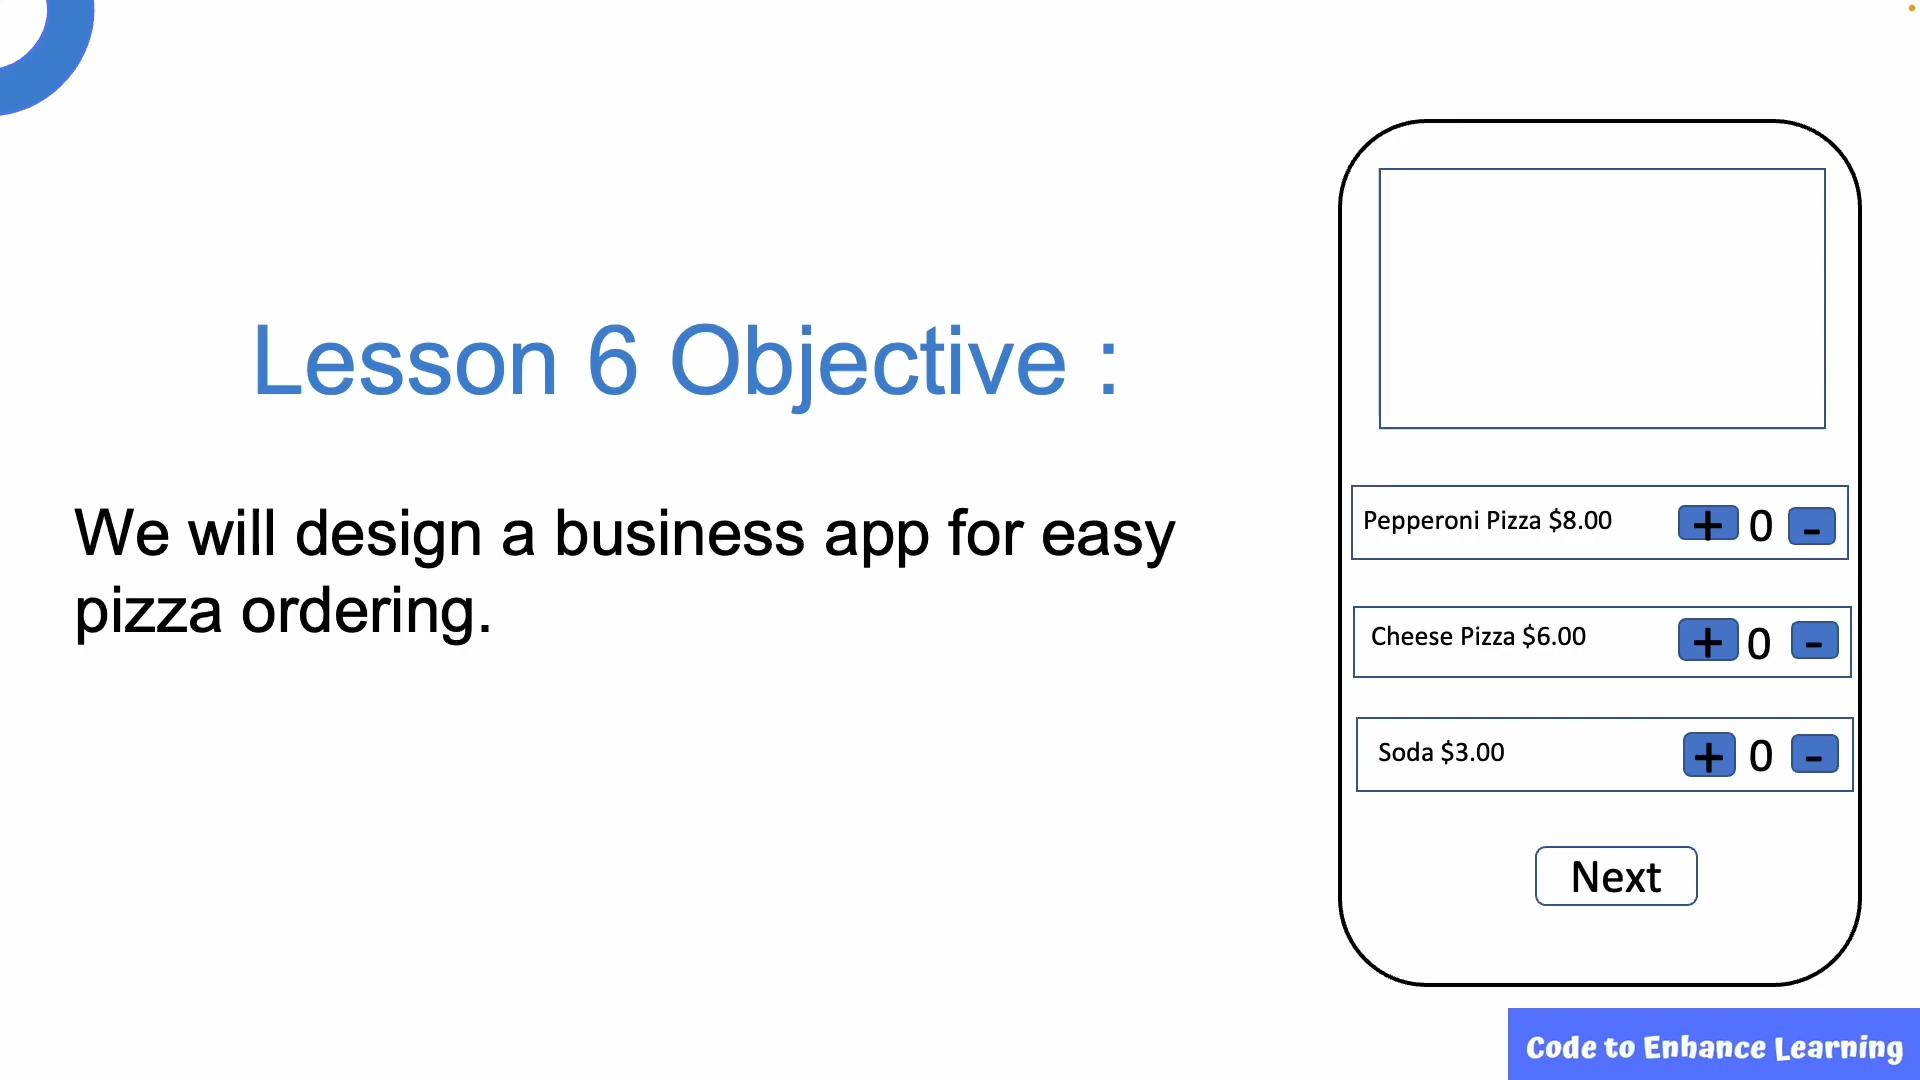 Lesson 6 Objective :
We will design a business app for easy
pizza ordering.
Pepperoni Pizza $8.00 + 0 -
Cheese Pizza $6.00 + 0 -
Soda $3.00 + 0 -
Next
Code to Enhance Learning